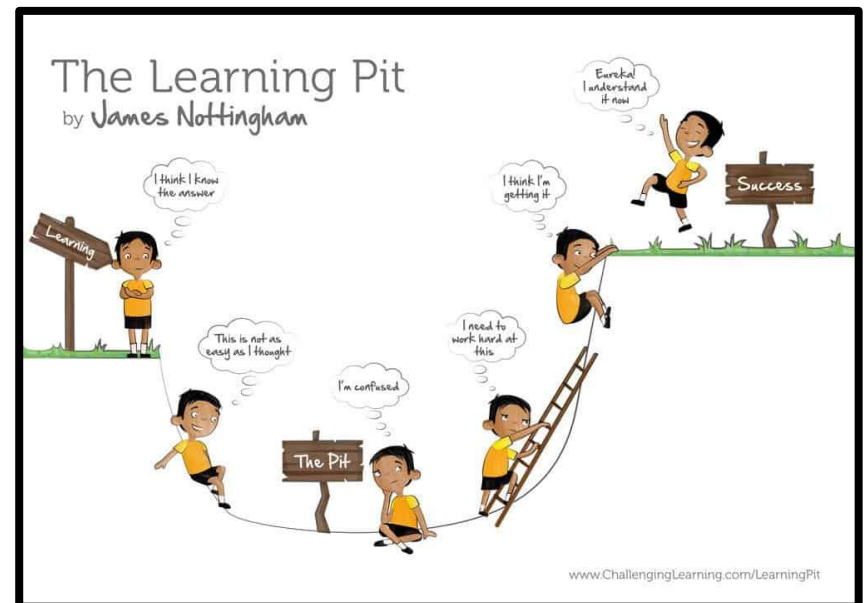 The Learning Pit
by James Nottingham
Eureka!
I understand
it now
I think I know
the answer
I think I'm
getting it
Success
Learning
This is not as
easy as I thought
I need to
work hard at
this
I'm confused
The Pit
www.ChallengingLearning.com/LearningPit